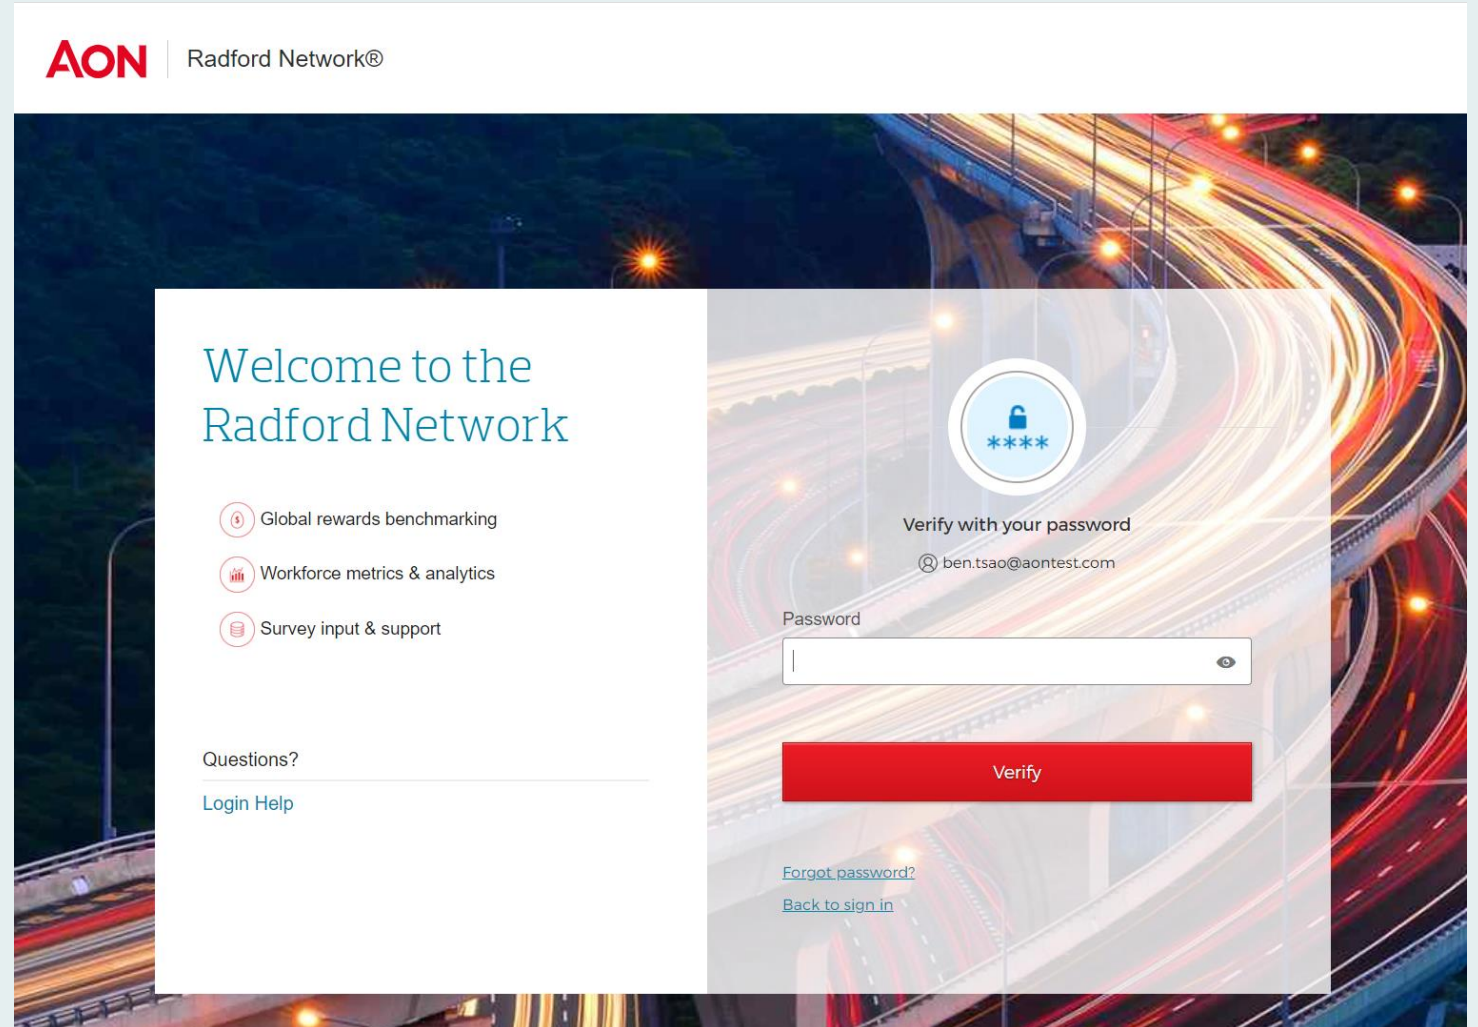 AON
Radford Network®
Welcome to the
Radford Network
Global rewards benchmarking
Workforce metrics & analytics
Survey input & support
Questions?
Login Help
****
Verify with your password
ben.tsao@aontest.com
Password
Verify
Forgot password?
Back to sign in